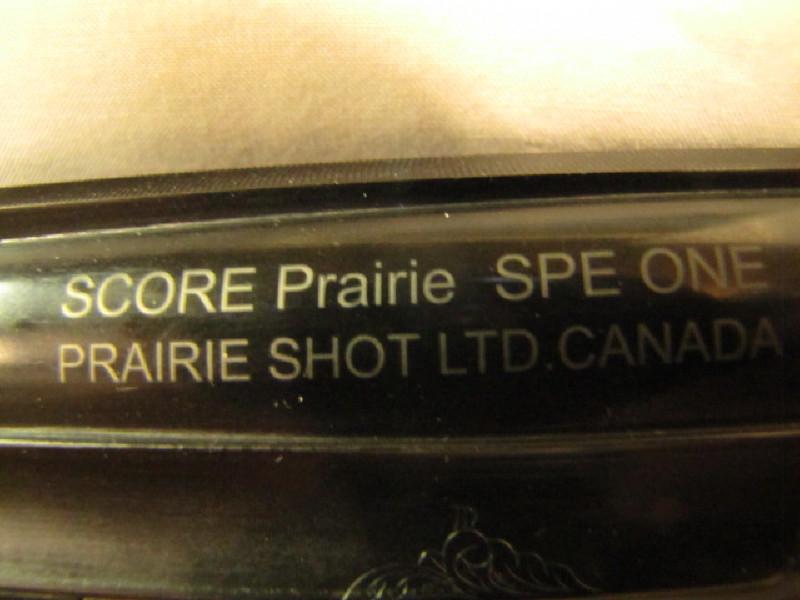 SCORE Prairie SPE ONE
PRAIRIE SHOT LTD.CANADA